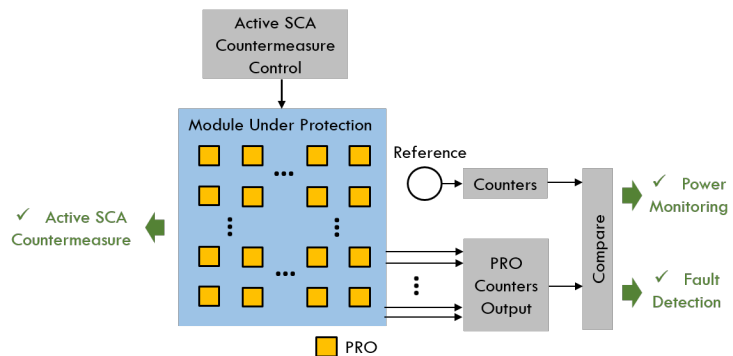 Active SCA
Countermeasure
Control
Module Under Protection
Reference
Counters
Compare
✓ Power
Monitoring
✓ Active SCA
Countermeasure
PRO
Counters
Output
✓ Fault
Detection
PRO